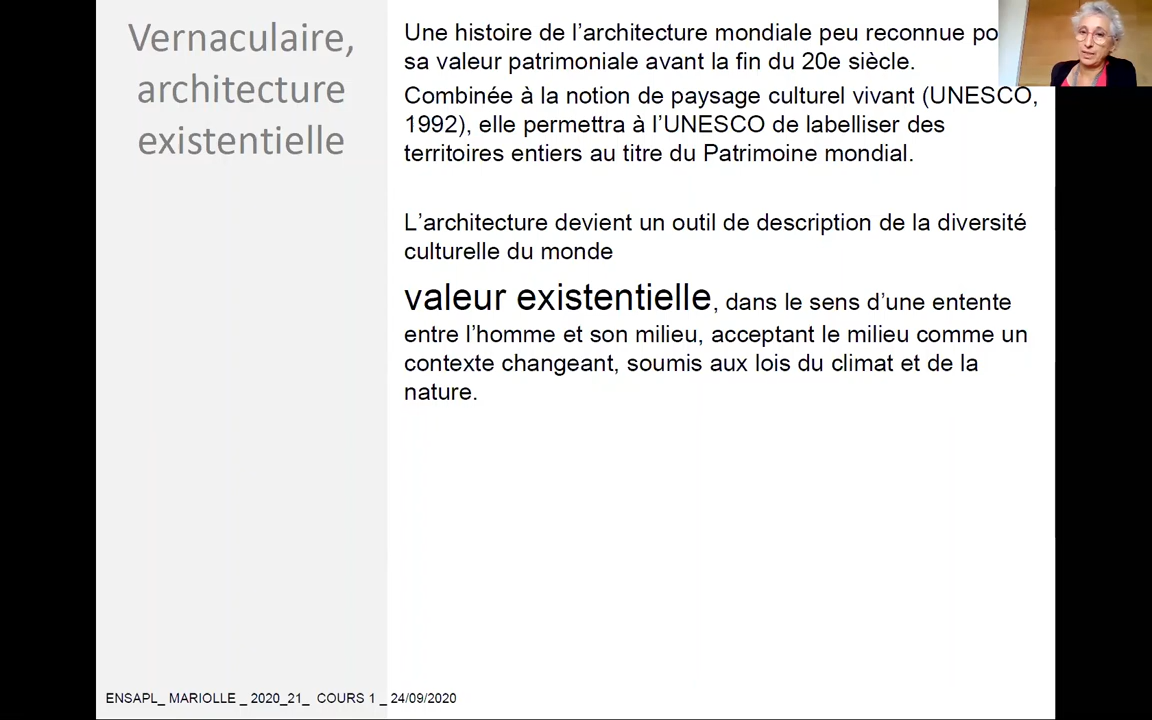 Vernaculaire,
architecture
existentielle
Une histoire de l’architecture mondiale peu reconnue
sa valeur patrimoniale avant la fin du 20e siècle.
Combinée à la notion de paysage culturel vivant (UNESCO,
1992), elle permettra à l’UNESCO de labelliser des
territoires entiers au titre du Patrimoine mondial.
L’architecture devient un outil de description de la diversité
culturelle du monde
valeur existentielle, dans le sens d’une entente
entre l’homme et son milieu, acceptant le milieu comme un
contexte changeant, soumis aux lois du climat et de la
nature.
ENSAPL_ MARIOLLE _ 2020_21_ COURS 1 _ 24/09/2020